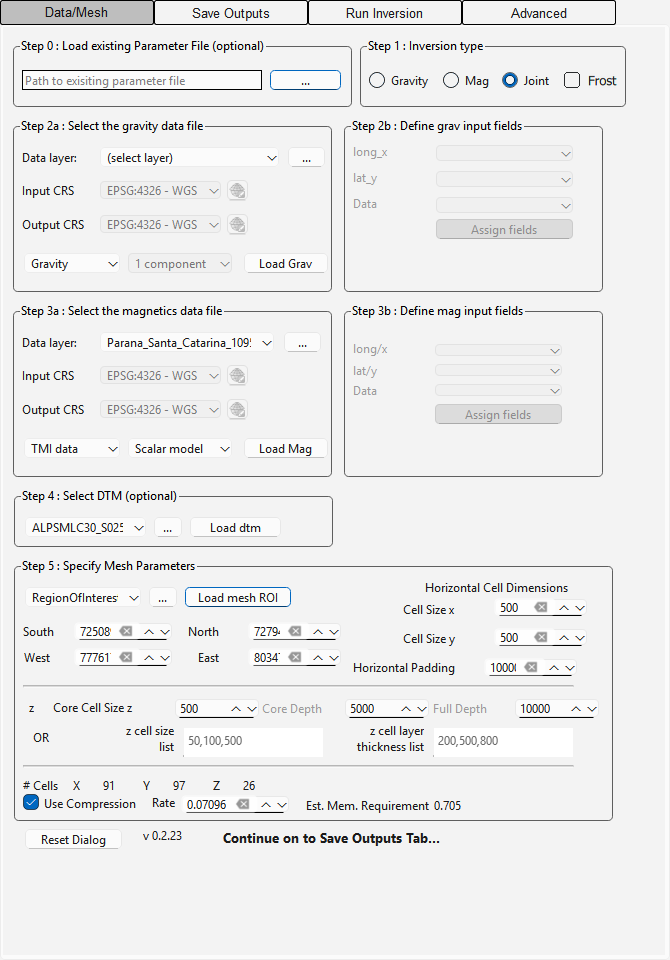 Data/Mesh Save Outputs Run Inversion Advanced
Step 0 : Load existing Parameter File (optional)
Path to exisiting parameter file ...
Step 1 : Inversion type
Gravity Mag Joint Frost
Step 2a : Select the gravity data file
Data layer: (select layer) ...
Input CRS EPSG:4326 - WGS
Output CRS EPSG:4326 - WGS
Gravity 1 component Load Grav
Step 2b : Define grav input fields
long_x
lat_y
Data
Assign fields
Step 3a : Select the magnetics data file
Data layer: Parana_Santa_Catarina_109 ...
Input CRS EPSG:4326 - WGS
Output CRS EPSG:4326 - WGS
TMI data Scalar model Load Mag
Step 3b : Define mag input fields
long/x
lat/y
Data
Assign fields
Step 4 : Select DTM (optional)
ALPSMLC30_S025 ... Load dtm
Step 5 : Specify Mesh Parameters
RegionOfInteres ... Load mesh ROI
South 72508 North 7279
West 77761 East 8034
Horizontal Cell Dimensions
Cell Size x 500
Cell Size y 500
Horizontal Padding 1000
z Core Cell Size z 500 Core Depth 5000 Full Depth 10000
OR z cell size list 50,100,500 z cell layer thickness list 200,500,800
# Cells X 91 Y 97 Z 26
Use Compression Rate 0.07096 Est. Mem. Requirement 0.705
Reset Dialog v 0.2.23 Continue on to Save Outputs Tab...